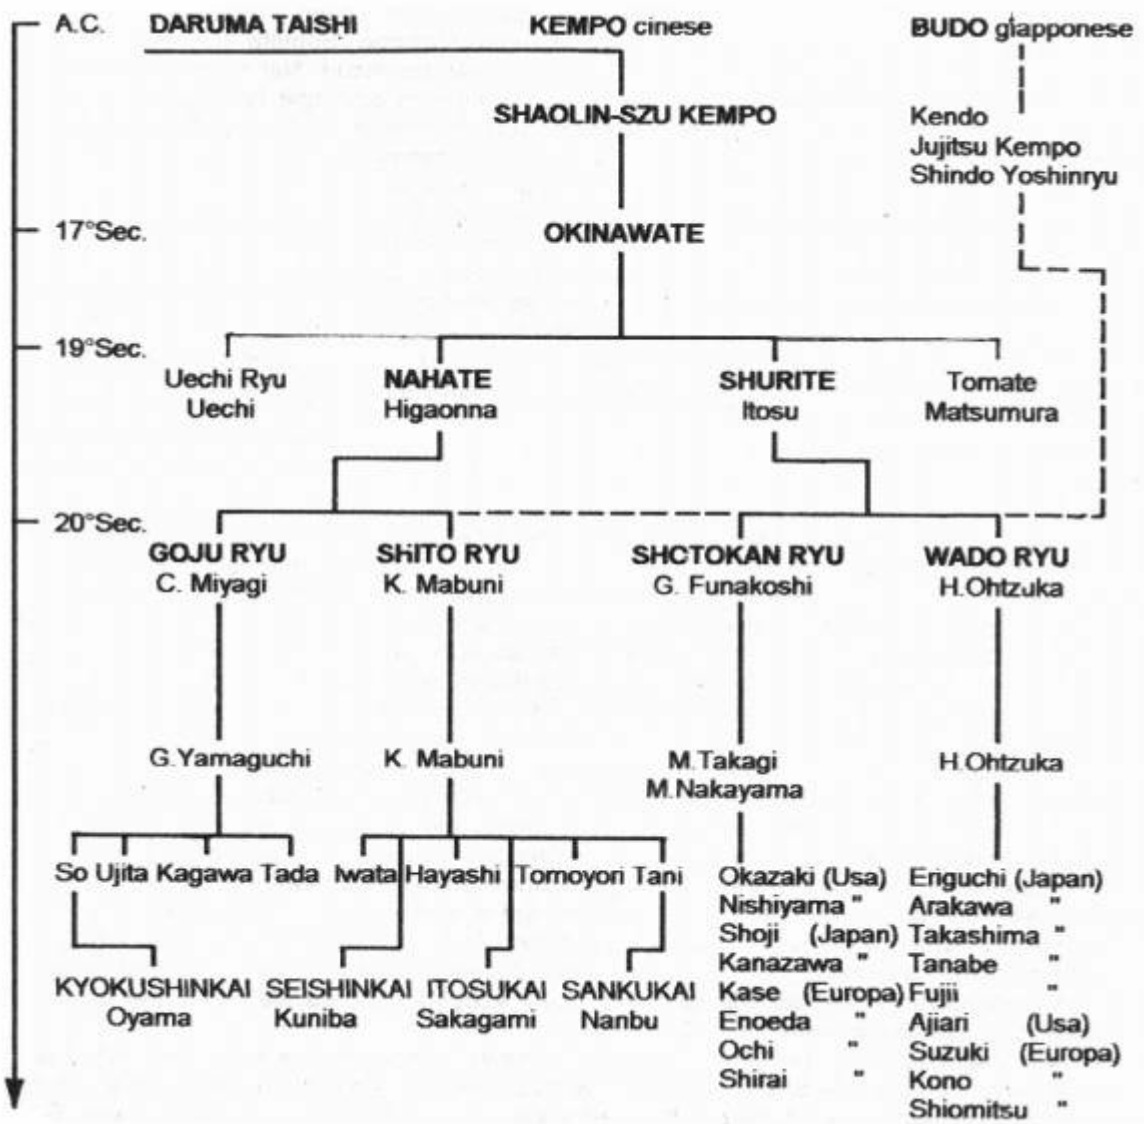 A.C. DARUMA TAISHI KEMPO cinese BUDO giapponese
SHAOLIN-SZU KEMPO
Kendo
Jujitsu Kempo
Shindo Yoshinryu
17°Sec. OKINAWATE
19°Sec.
Uechi Ryu NAHATE SHURITE Tomate
Uechi Higaonna Itosu Matsumura
20°Sec.
GOJU RYU SHITO RYU SHOTOKAN RYU WADO RYU
C. Miyagi K. Mabuni G. Funakoshi H.Ohtzuka
G.Yamaguchi K. Mabuni M.Takagi H.Ohtzuka
M.Nakayama
So Ujita Kagawa Tada Iwata Hayashi Tomoyori Tani
KYOKUSHINKAI SEISHINKAI ITOSUKAI SANKUKAI
Oyama Kuniba Sakagami Nanbu
Okazaki (Usa)
Nishiyama "
Shoji (Japan)
Kanazawa "
Kase (Europa)
Enoeda "
Ochi "
Shirai "
Eriguchi (Japan)
Arakawa "
Takashima "
Tanabe "
Fujii "
Ajiari (Usa)
Suzuki (Europa)
Kono "
Shiomitsu "